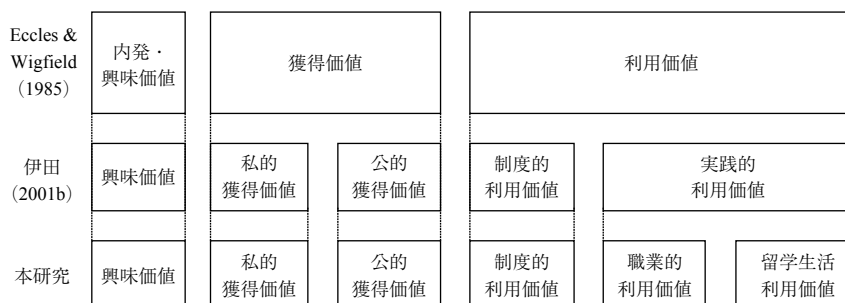 Eccles &
Wigfield
（1985）
内発・
興味価値
獲得価値
利用価値
伊田
（2001b）
興味価値
私的
獲得価値
公的
獲得価値
制度的
利用価値
実践的
利用価値
本研究
興味価値
私的
獲得価値
公的
獲得価値
制度的
利用価値
職業的
利用価値
留学生活
利用価値